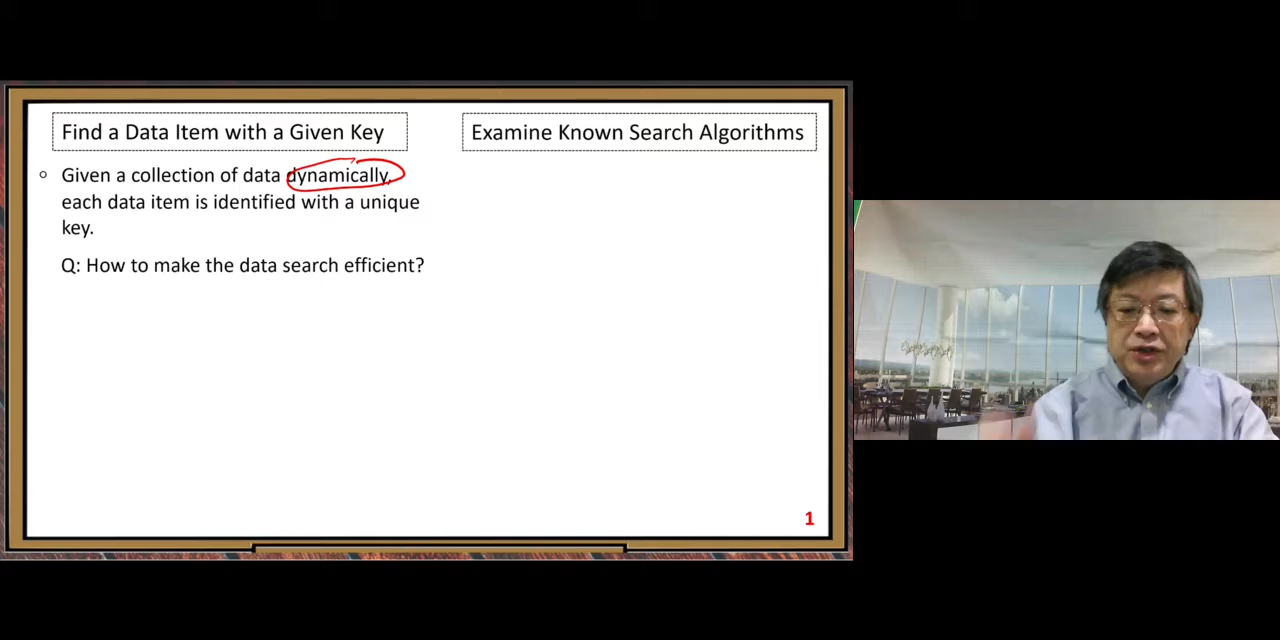 Find a Data Item with a Given Key
Examine Known Search Algorithms
Given a collection of data dynamically,
each data item is identified with a unique
key.
Q: How to make the data search efficient?
1